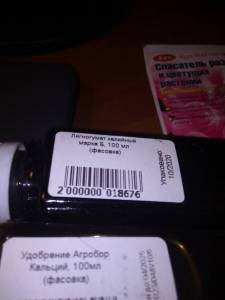 Спасатель роз
и цветущих
растений
Лигногумат калийный
марка Б, 100 мл
(фасовка)
2 000000 018676
Упаковано:
10/2020
Удобрение Агробор
Кальций, 100мл
(фасовка)